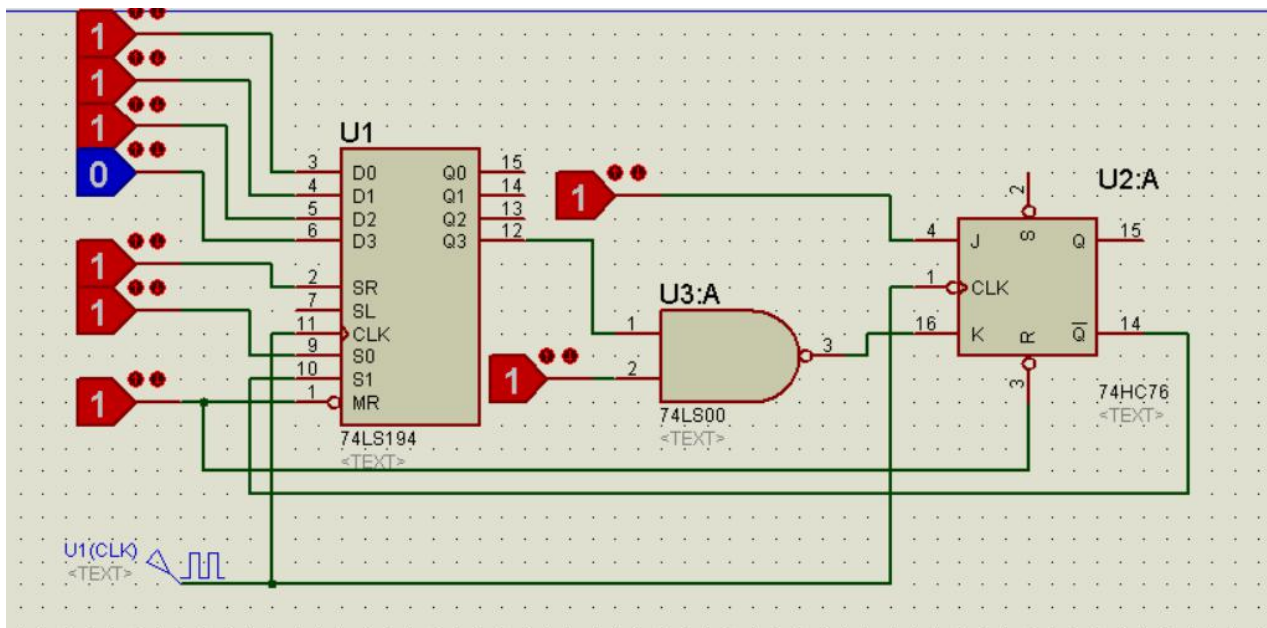 1
1
1
0
1
1
1
U1
3 D0 Q0 15
4 D1 Q1 14
5 D2 Q2 13
6 D3 Q3 12
2 SR
7 SL
11 CLK
9 S0
10 S1
1 MR
74LS194
<TEXT>
1
1
U3:A
1
2
3
74LS00
<TEXT>
U2:A
2
S
4 J Q 15
1 CLK
16 K Q̅ 14
R
3
74HC76
<TEXT>
U1(CLK)
<TEXT>